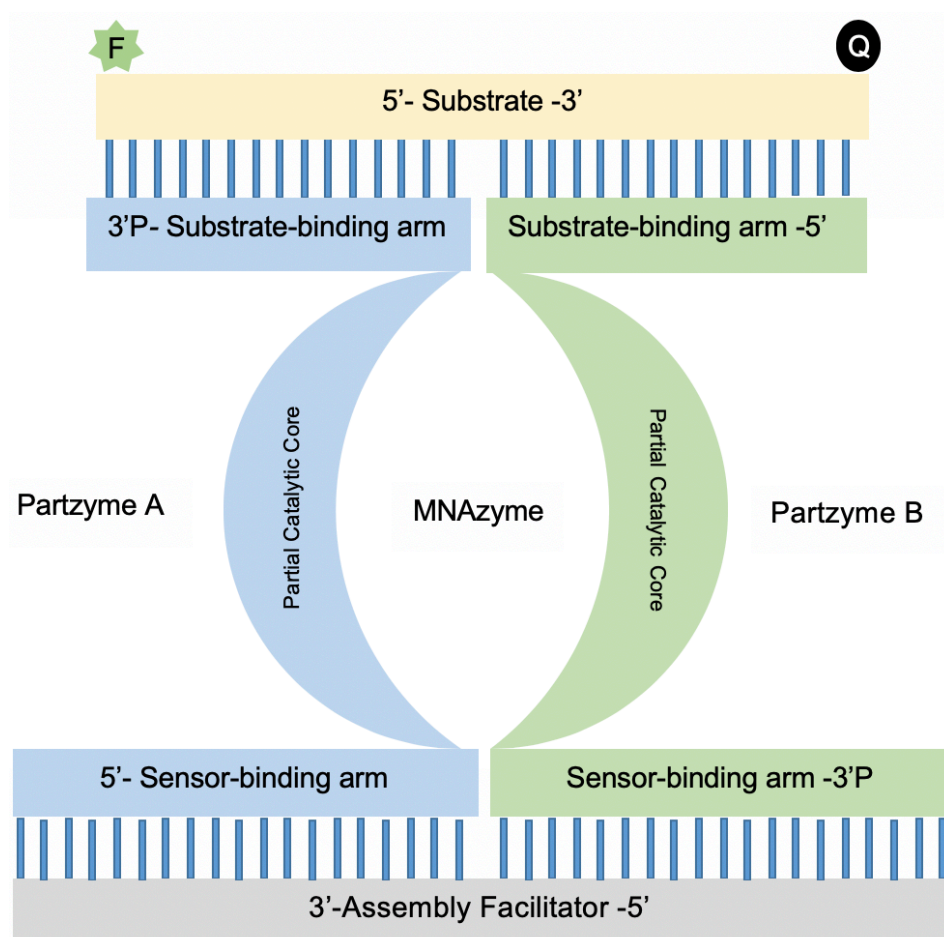 F
Q
5’- Substrate -3’
3’P- Substrate-binding arm
Substrate-binding arm -5’
Partial Catalytic Core
Partial Catalytic Core
Partzyme A
MNAzyme
Partzyme B
5’- Sensor-binding arm
Sensor-binding arm -3’P
3’-Assembly Facilitator -5’